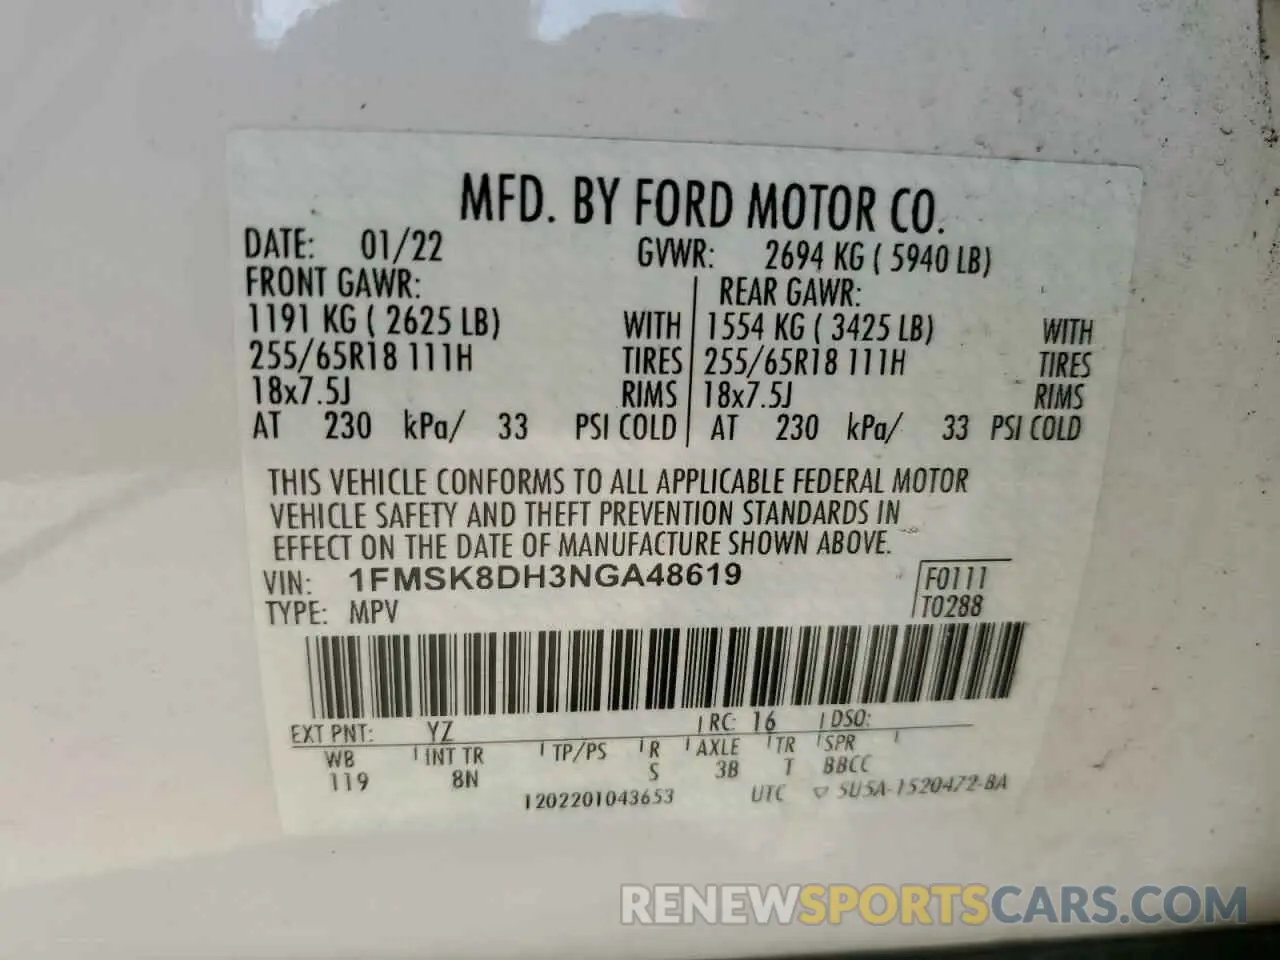 MFD. BY FORD MOTOR CO.
DATE: 01/22 GVWR: 2694 KG ( 5940 LB)
FRONT GAWR: REAR GAWR:
1191 KG ( 2625 LB) WITH 1554 KG ( 3425 LB) WITH
255/65R18 111H TIRES 255/65R18 111H TIRES
18x7.5J RIMS 18x7.5J RIMS
AT 230 kPa/ 33 PSI COLD AT 230 kPa/ 33 PSI COLD
THIS VEHICLE CONFORMS TO ALL APPLICABLE FEDERAL MOTOR
VEHICLE SAFETY AND THEFT PREVENTION STANDARDS IN
EFFECT ON THE DATE OF MANUFACTURE SHOWN ABOVE.
VIN: 1FMSK8DH3NGA48619 F0111
TYPE: MPV T0288
EXT PNT: YZ RC: 16 DSO:
WB INT TR TP/PS R AXLE TR SPR
119 8N S 3B T BBCC
1202201043653 UTC ▽ 5U5A-1520472-BA
RENEWSPORTSCARS.COM